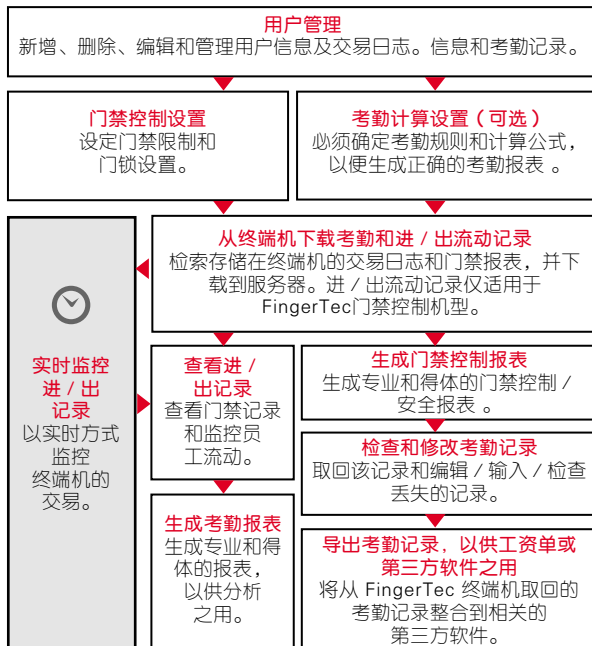 用户管理
新增、删除、编辑和管理用户信息及交易日志。信息和考勤记录。
门禁控制设置
设定门禁限制和
门锁设置。
考勤计算设置（可选）
必须确定考勤规则和计算公式，
以便生成正确的考勤报表 。
从终端机下载考勤和进 / 出流动记录
检索存储在终端机的交易日志和门禁报表，并下
载到服务器。进 / 出流动记录仅适用于
FingerTec门禁控制机型。
实时监控
进 / 出
记录
以实时方式
监控
终端机的
交易。
查看进 /
出记录
查看门禁记录
和监控员
工流动。
生成门禁控制报表
生成专业和得体的门禁控制 /
安全报表 。
检查和修改考勤记录
取回该记录和编辑 / 输入 / 检查
丢失的记录。
生成考勤报表
生成专业和得
体的报表，
以供分析
之用。
导出考勤记录，以供工资单或
第三方软件之用
将从 FingerTec 终端机取回的
考勤记录整合到相关的
第三方软件。